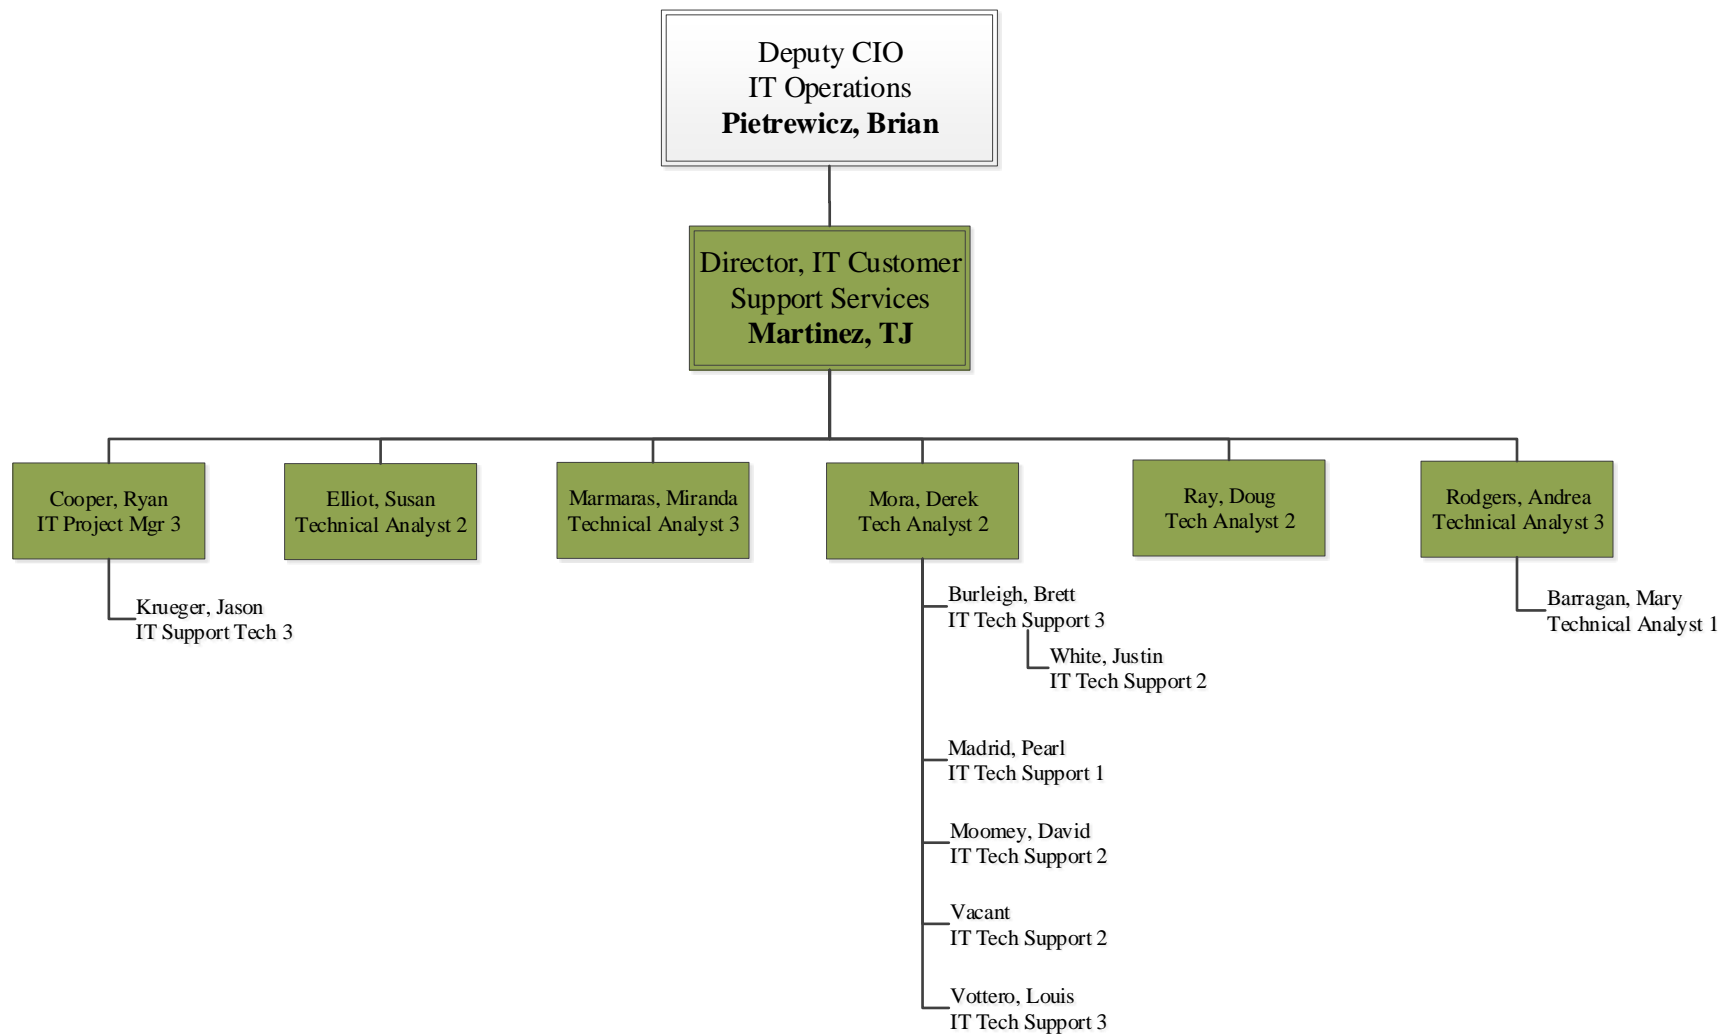 Deputy CIO
IT Operations
Pietrewicz, Brian
Director, IT Customer
Support Services
Martinez, TJ
Cooper, Ryan
IT Project Mgr 3
Elliot, Susan
Technical Analyst 2
Marmaras, Miranda
Technical Analyst 3
Mora, Derek
Tech Analyst 2
Ray, Doug
Tech Analyst 2
Rodgers, Andrea
Technical Analyst 3
Krueger, Jason
IT Support Tech 3
Burleigh, Brett
IT Tech Support 3
White, Justin
IT Tech Support 2
Madrid, Pearl
IT Tech Support 1
Moomey, David
IT Tech Support 2
Vacant
IT Tech Support 2
Vottero, Louis
IT Tech Support 3
Barragan, Mary
Technical Analyst 1